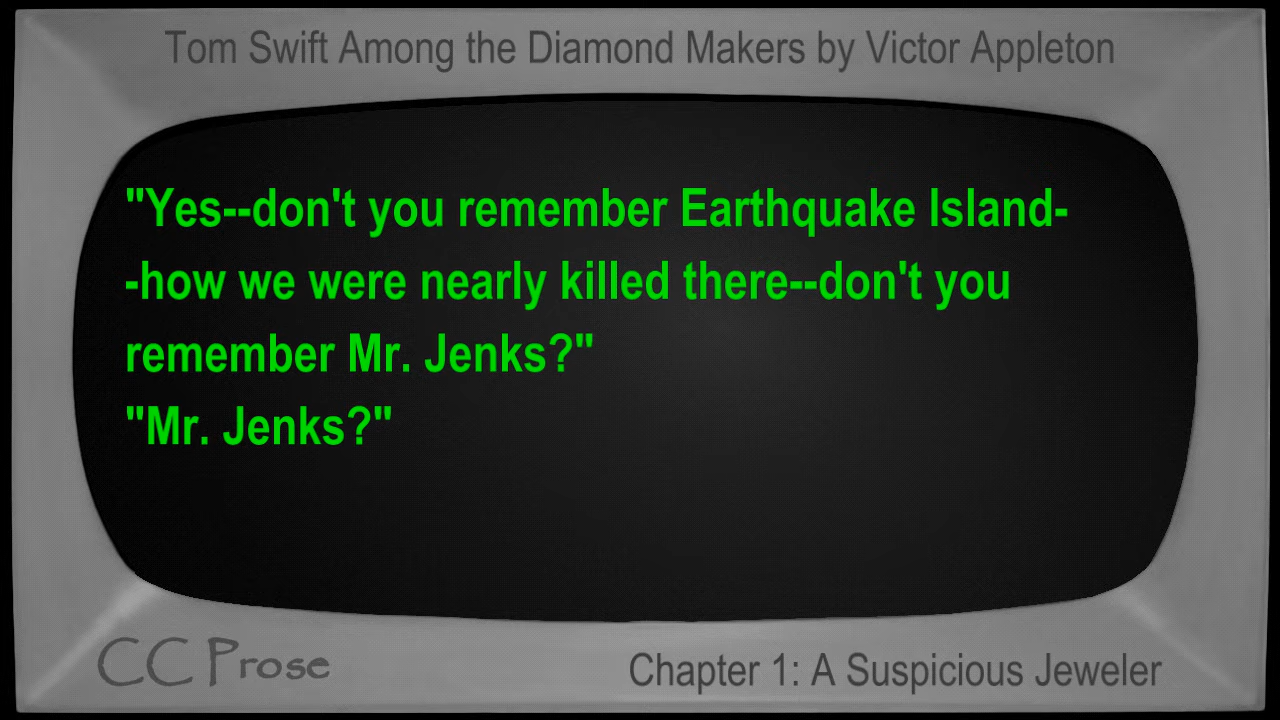 Tom Swift Among the Diamond Makers by Victor Appleton
"Yes--don't you remember Earthquake Island-
-how we were nearly killed there--don't you
remember Mr. Jenks?"
"Mr. Jenks?"
CC Prose
Chapter 1: A Suspicious Jeweler